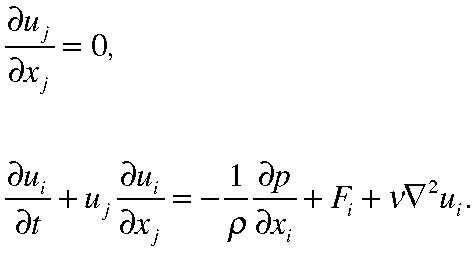 ∂u_j/∂x_j = 0,
∂u_i/∂t + u_j ∂u_i/∂x_j = −(1/ρ) ∂p/∂x_i + F_i + ν∇²u_i.